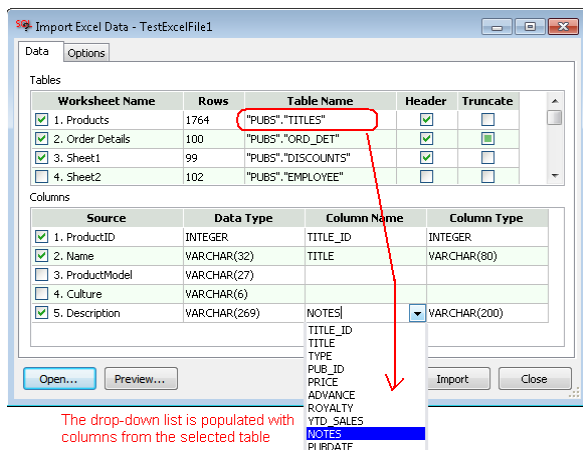 SQL Import Excel Data - TestExcelFile1
Data Options
Tables
Worksheet Name Rows Table Name Header Truncate
1. Products 1764 "PUBS"."TITLES"
2. Order Details 100 "PUBS"."ORD_DET"
3. Sheet1 99 "PUBS"."DISCOUNTS"
4. Sheet2 102 "PUBS"."EMPLOYEE"
Columns
Source Data Type Column Name Column Type
1. ProductID INTEGER TITLE_ID INTEGER
2. Name VARCHAR(32) TITLE VARCHAR(80)
3. ProductModel VARCHAR(27)
4. Culture VARCHAR(6)
5. Description VARCHAR(269) NOTES VARCHAR(200)
TITLE_ID
TITLE
TYPE
PUB_ID
PRICE
ADVANCE
ROYALTY
YTD_SALES
NOTES
PUBDATE
Open... Preview... Import Close
The drop-down list is populated with
columns from the selected table